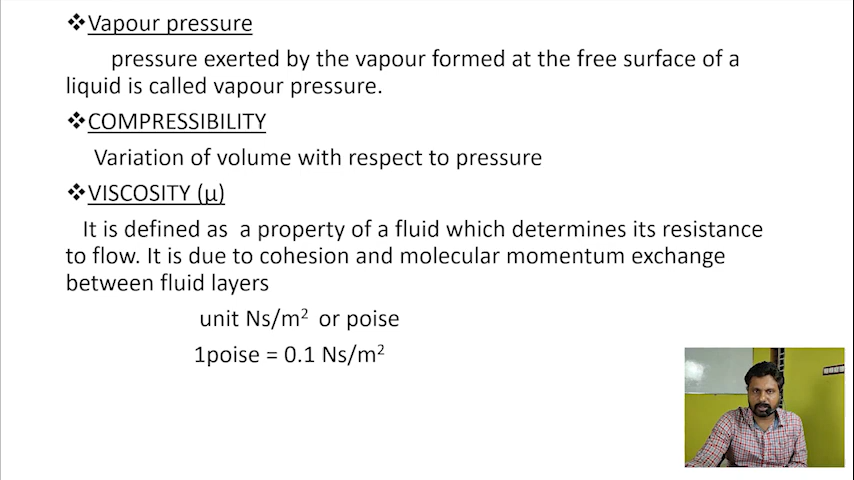 ❖Vapour pressure
pressure exerted by the vapour formed at the free surface of a
liquid is called vapour pressure.
❖COMPRESSIBILITY
Variation of volume with respect to pressure
❖VISCOSITY (μ)
It is defined as a property of a fluid which determines its resistance
to flow. It is due to cohesion and molecular momentum exchange
between fluid layers
unit Ns/m² or poise
1poise = 0.1 Ns/m²